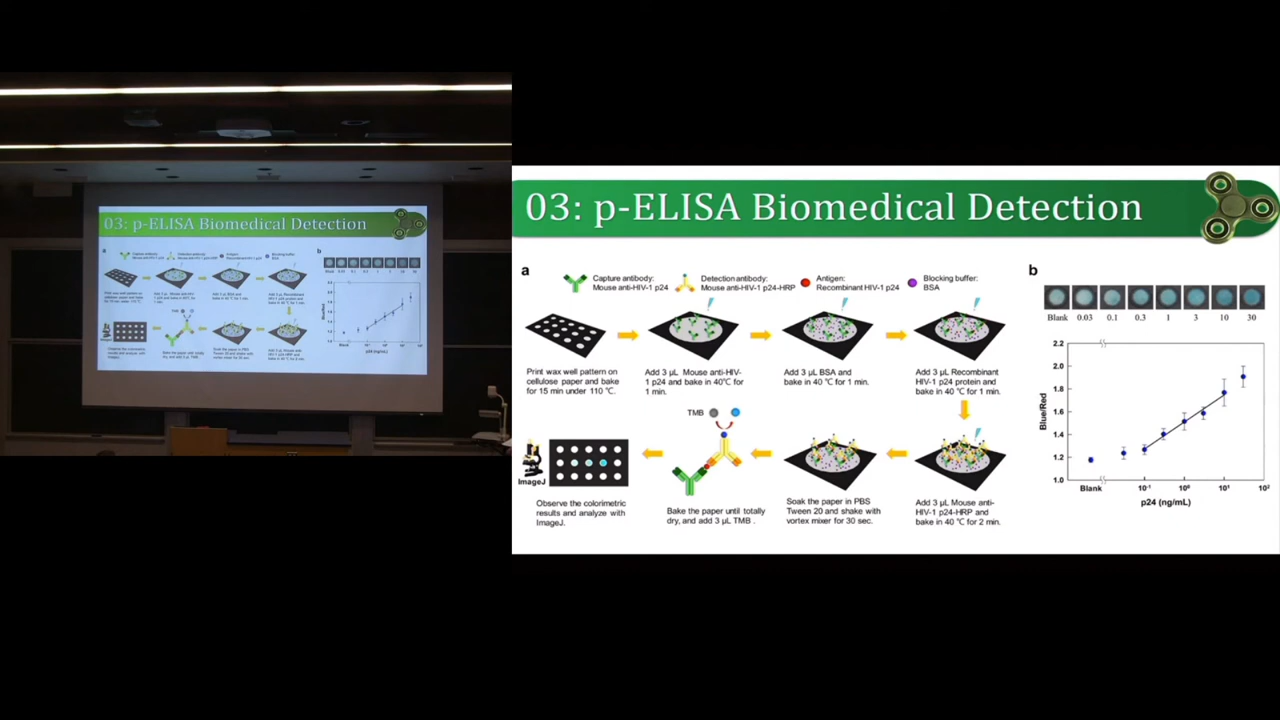 03: p-ELISA Biomedical Detection
03: p-ELISA Biomedical Detection
a
Capture antibody:
Mouse anti-HIV-1 p24
Detection antibody:
Mouse anti-HIV-1 p24-HRP
Antigen:
Recombinant HIV-1 p24
Blocking buffer:
BSA
Print wax well pattern on
cellulose paper and bake
for 15 min under 110 ℃.
Add 3 µL Mouse anti-HIV-
1 p24 and bake in 40℃ for
1 min.
Add 3 µL BSA and
bake in 40 ℃ for 1 min.
Add 3 µL Recombinant
HIV-1 p24 protein and
bake in 40 ℃ for 1 min.
TMB
ImageJ
Observe the colorimetric
results and analyze with
ImageJ.
Bake the paper until totally
dry, and add 3 µL TMB .
Soak the paper in PBS
Tween 20 and shake with
vortex mixer for 30 sec.
Add 3 µL Mouse anti-
HIV-1 p24-HRP and
bake in 40 ℃ for 2 min.
b
Blank 0.03 0.1 0.3 1 3 10 30
2.2
2.0
1.8
1.6
1.4
1.2
1.0
Blue/Red
Blank 10⁻¹ 10⁰ 10¹ 10²
p24 (ng/mL)